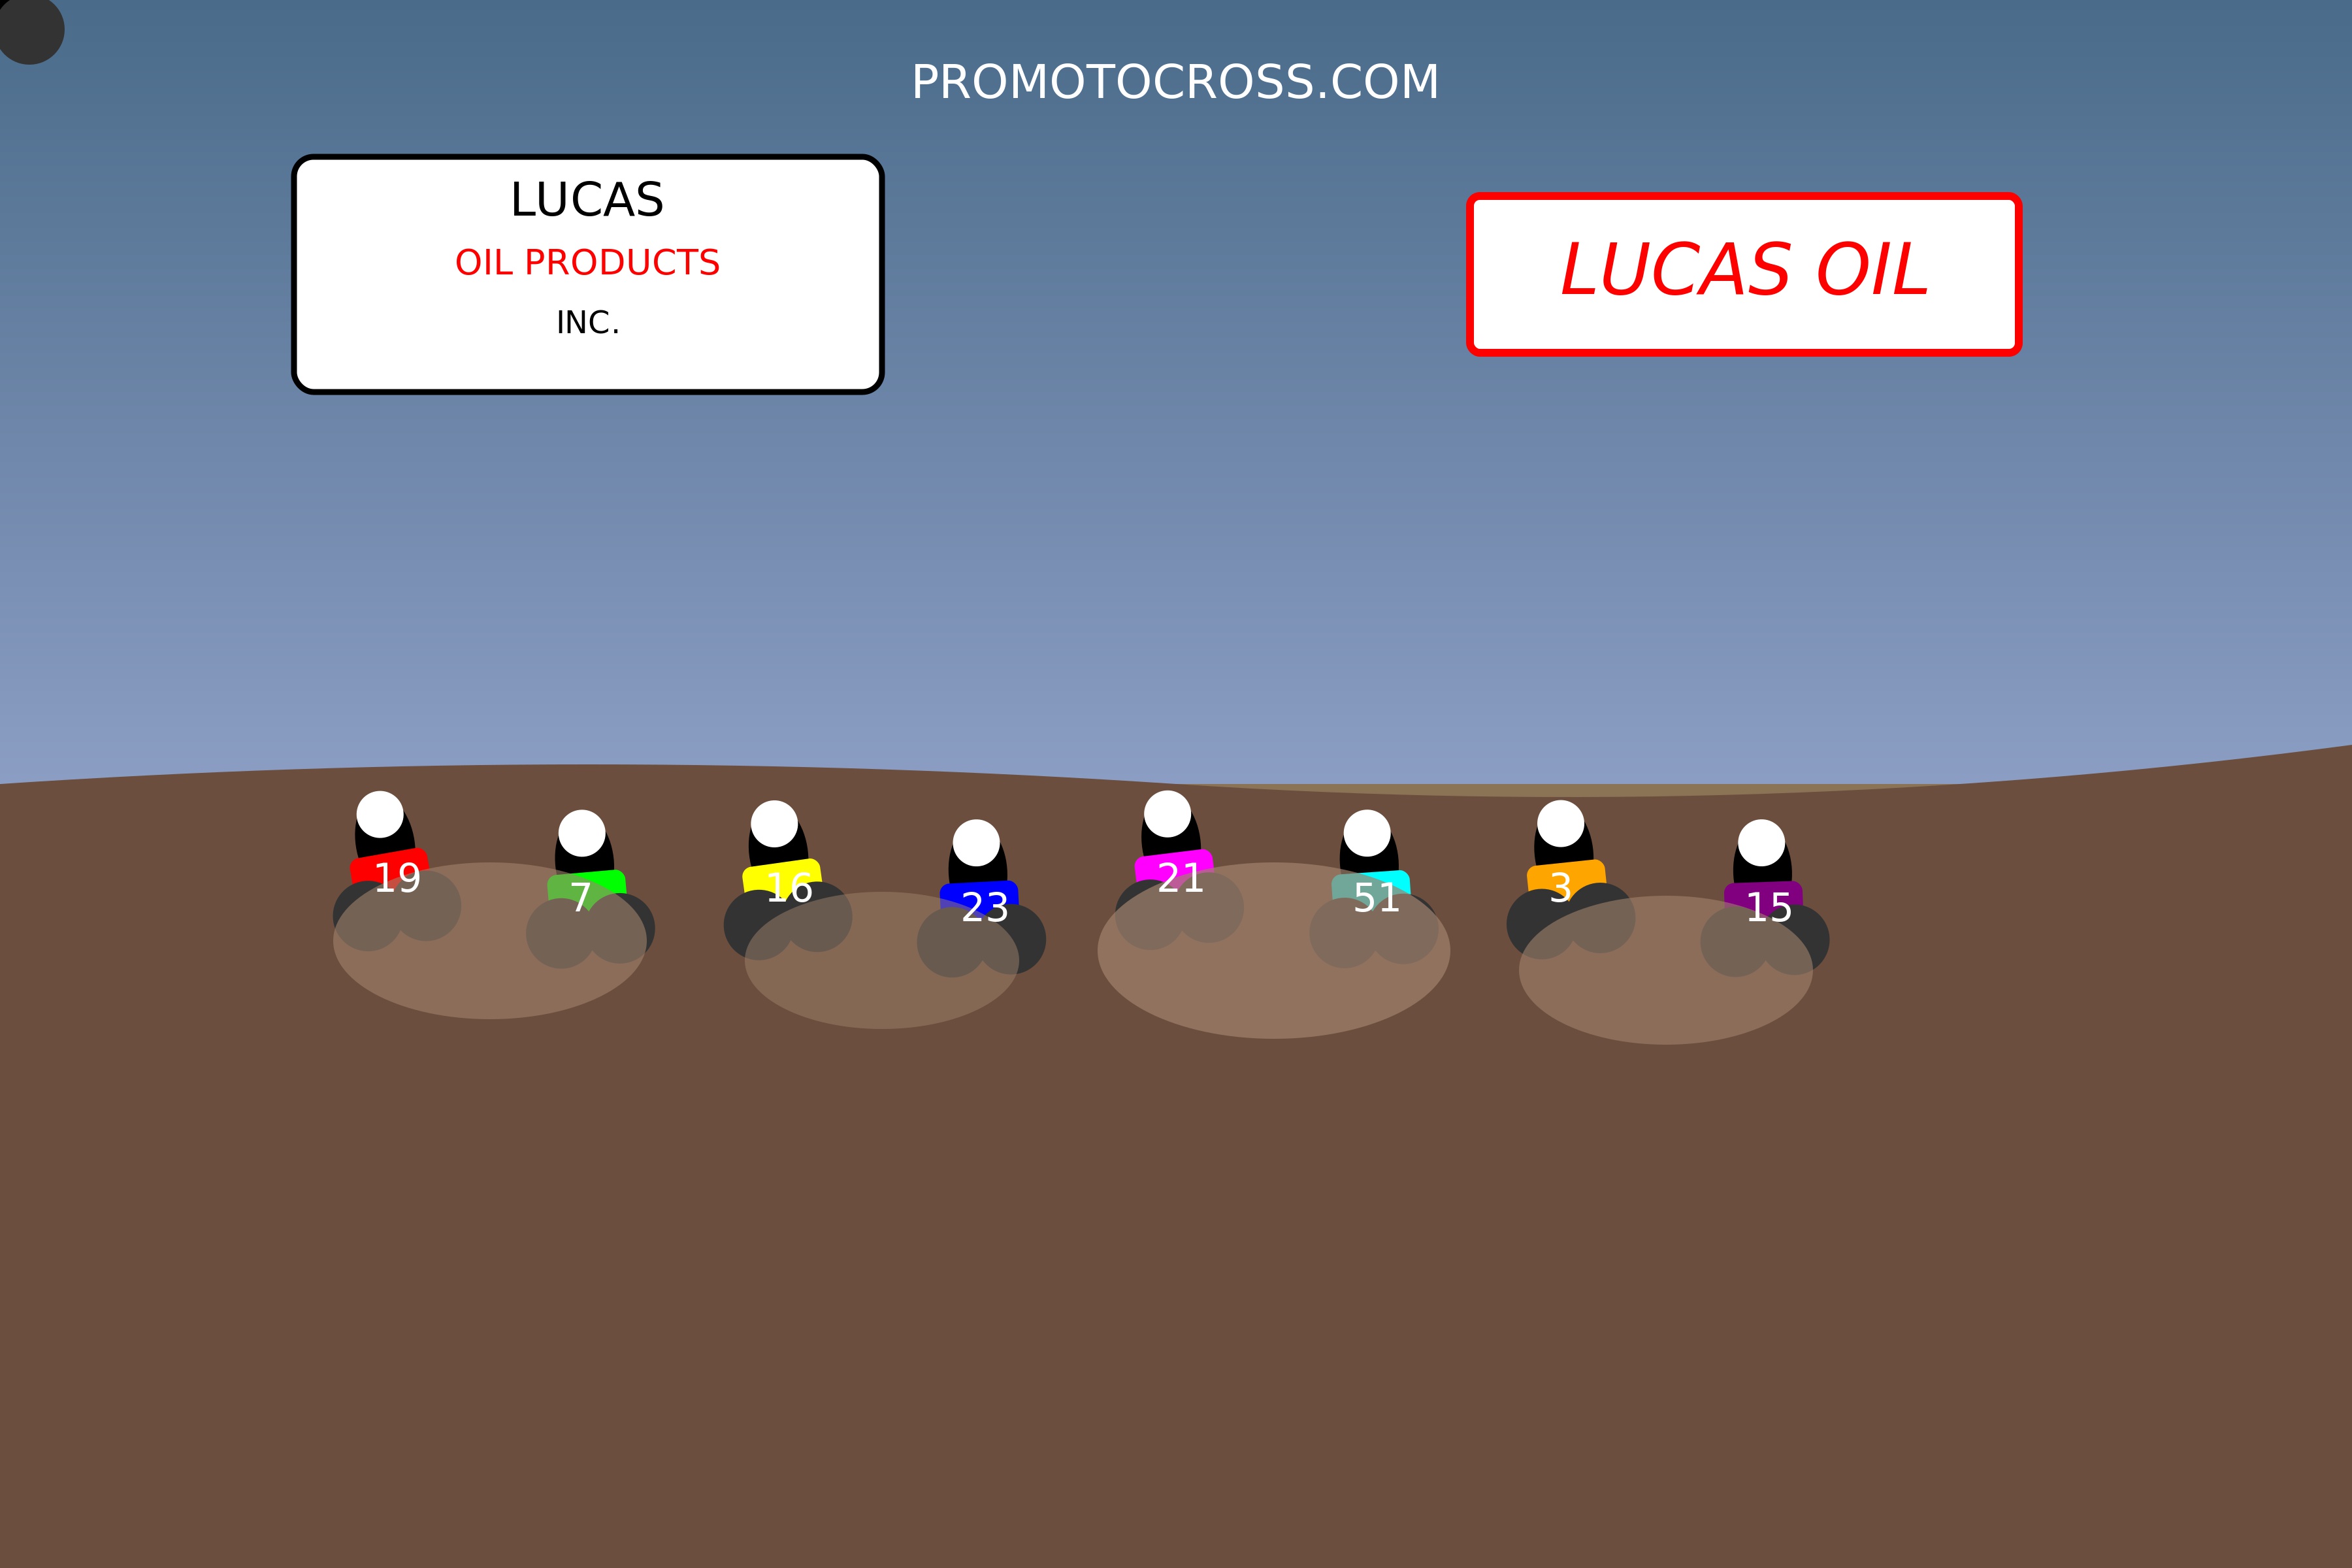 PROMOTOCROSS.COM
LUCAS
OIL PRODUCTS
INC.
LUCAS OIL
19
7
16
23
21
51
3
15